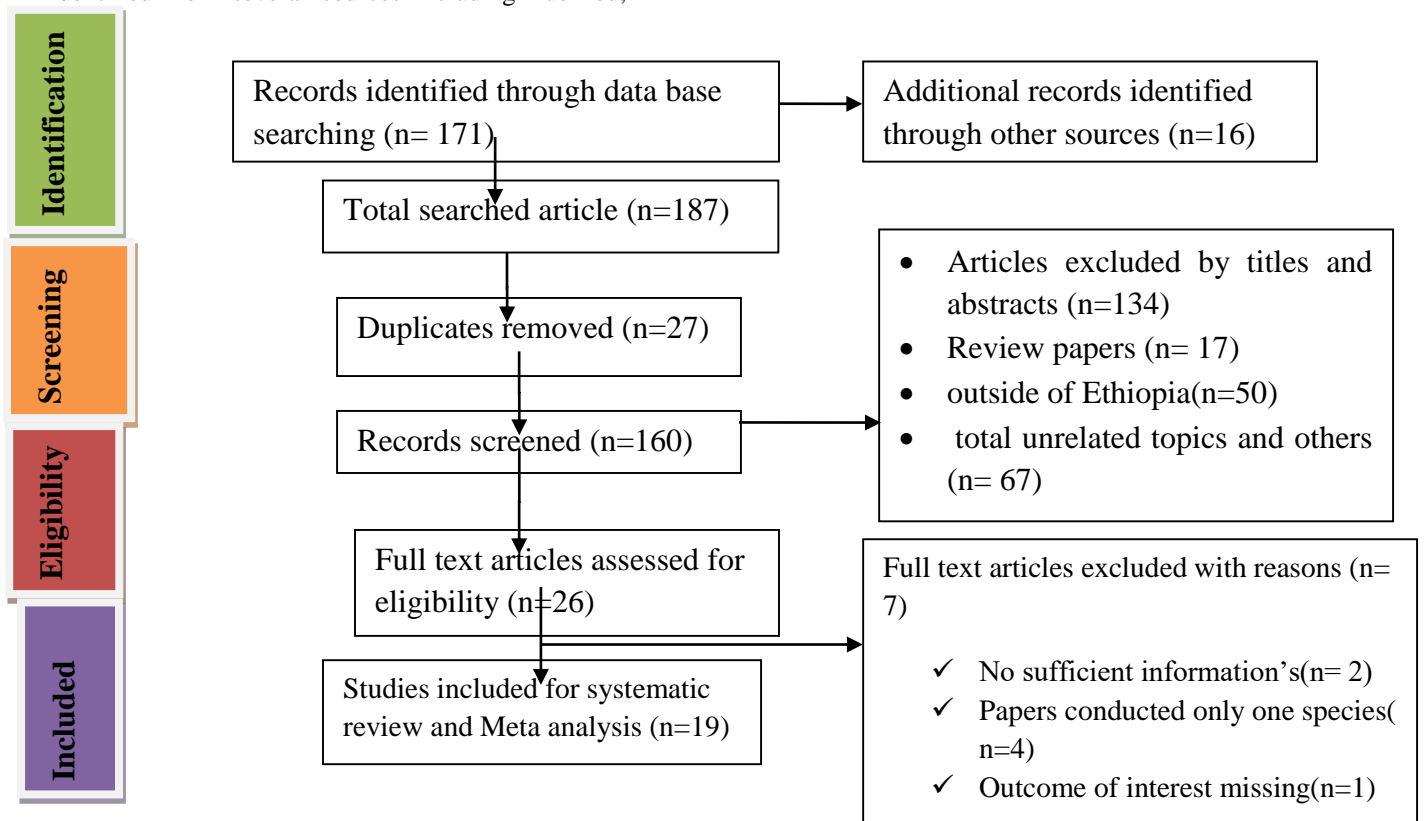 Identification
Records identified through data base
searching (n= 171)
Additional records identified
through other sources (n=16)
Total searched article (n=187)
Screening
Duplicates removed (n=27)
Records screened (n=160)
• Articles excluded by titles and
abstracts (n=134)
• Review papers (n= 17)
• outside of Ethiopia(n=50)
• total unrelated topics and others
(n= 67)
Eligibility
Full text articles assessed for
eligibility (n=26)
Full text articles excluded with reasons (n=
7)
✓ No sufficient information’s(n= 2)
✓ Papers conducted only one species(
n=4)
✓ Outcome of interest missing(n=1)
Included
Studies included for systematic
review and Meta analysis (n=19)